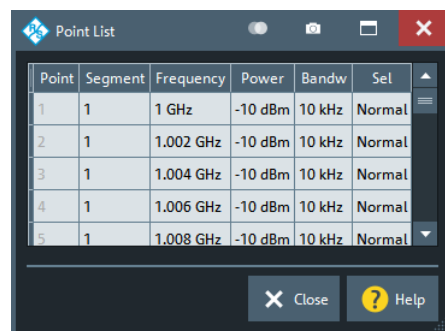 Point List
Point Segment Frequency Power Bandw Sel
1 1 1 GHz -10 dBm 10 kHz Normal
2 1 1.002 GHz -10 dBm 10 kHz Normal
3 1 1.004 GHz -10 dBm 10 kHz Normal
4 1 1.006 GHz -10 dBm 10 kHz Normal
5 1 1.008 GHz -10 dBm 10 kHz Normal
Close ? Help